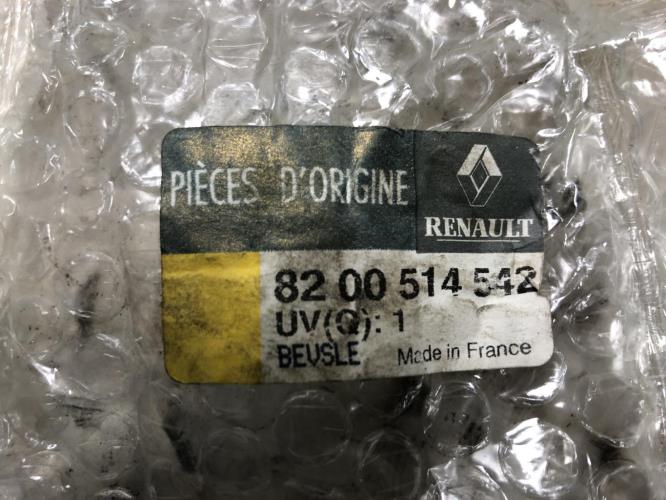 PIÈCES D'ORIGINE
RENAULT
82 00 514 542
UV(Q): 1
BEVSLE Made in France